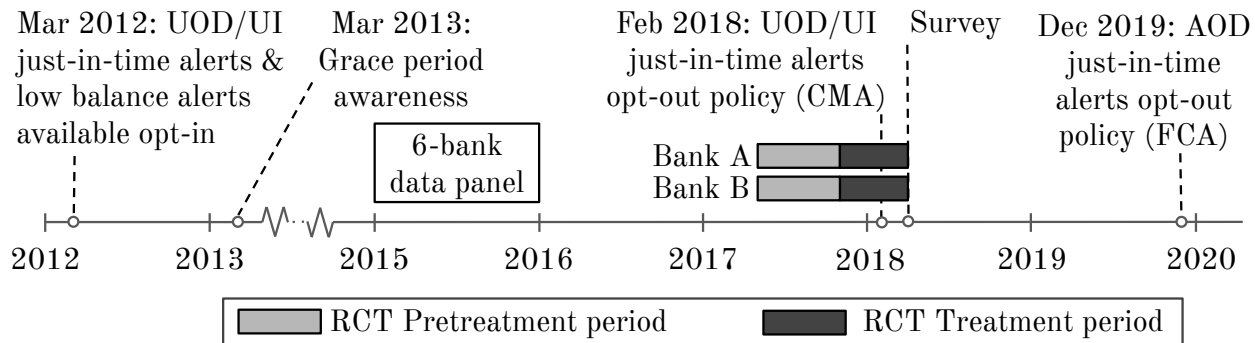 Mar 2012: UOD/UI
just-in-time alerts &
low balance alerts
available opt-in
Mar 2013:
Grace period
awareness
6-bank
data panel
Feb 2018: UOD/UI
just-in-time alerts
opt-out policy (CMA)
Bank A
Bank B
Survey
Dec 2019: AOD
just-in-time
alerts opt-out
policy (FCA)
2012 2013 2015 2016 2017 2018 2019 2020
RCT Pretreatment period RCT Treatment period